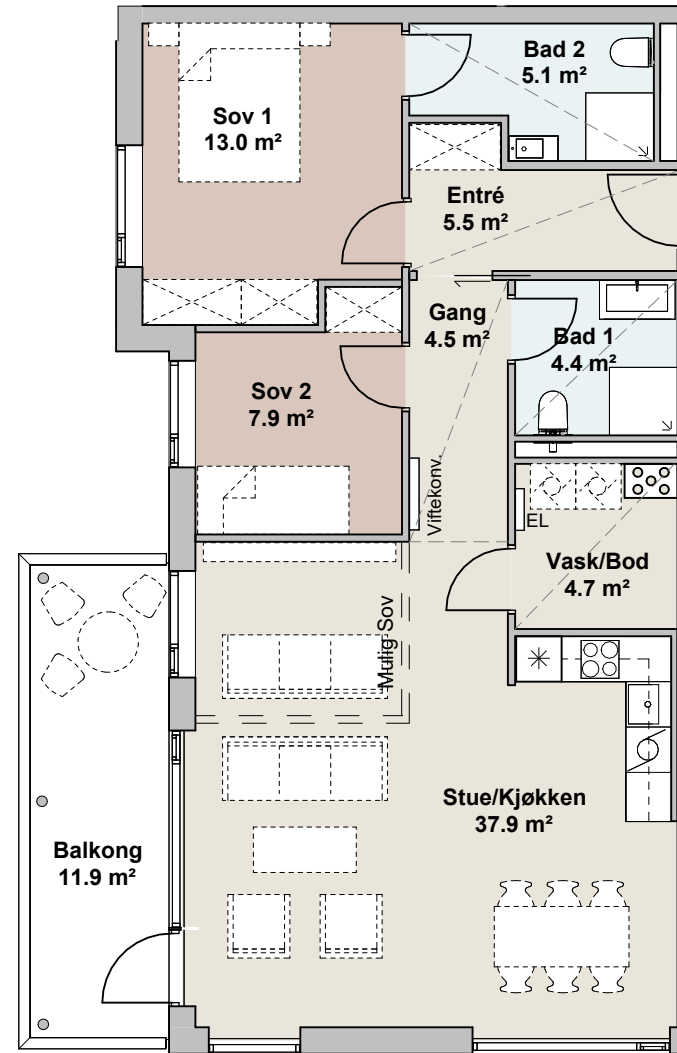 Bad 2
5.1 m²
Sov 1
13.0 m²
Entré
5.5 m²
Gang
4.5 m²
Bad 1
4.4 m²
Sov 2
7.9 m²
Viftekonv.
EL
Vask/Bod
4.7 m²
Mulig Sov
Stue/Kjøkken
37.9 m²
Balkong
11.9 m²